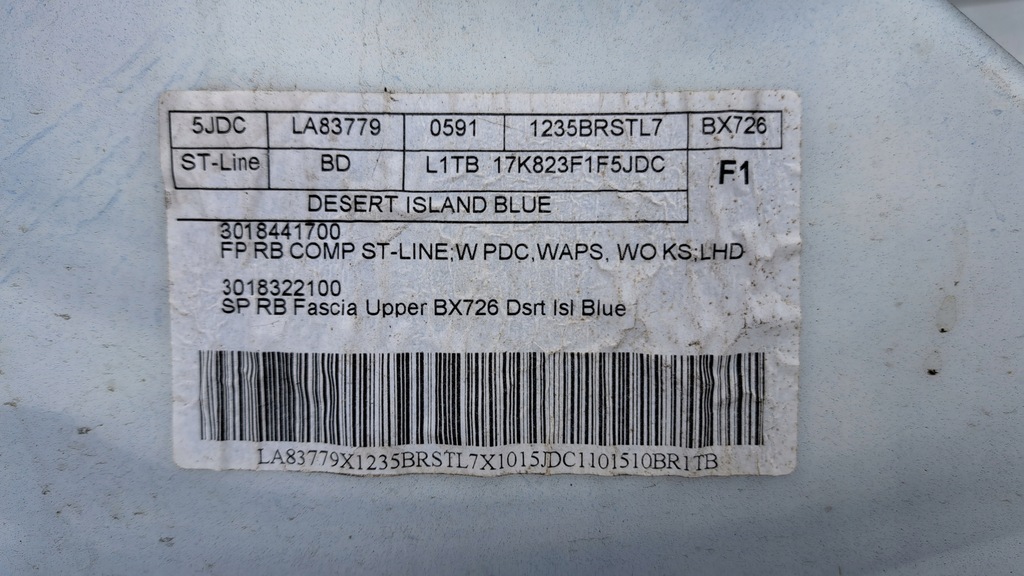 5JDC LA83779 0591 1235BRSTL7 BX726
ST-Line BD L1TB 17K823F1F5JDC F1
DESERT ISLAND BLUE
3018441700
FP RB COMP ST-LINE;W PDC,WAPS, WO KS;LHD
3018322100
SP RB Fascia Upper BX726 Dsrt Isl Blue
LA83779X1235BRSTL7X1015JDC1101510BR1TB